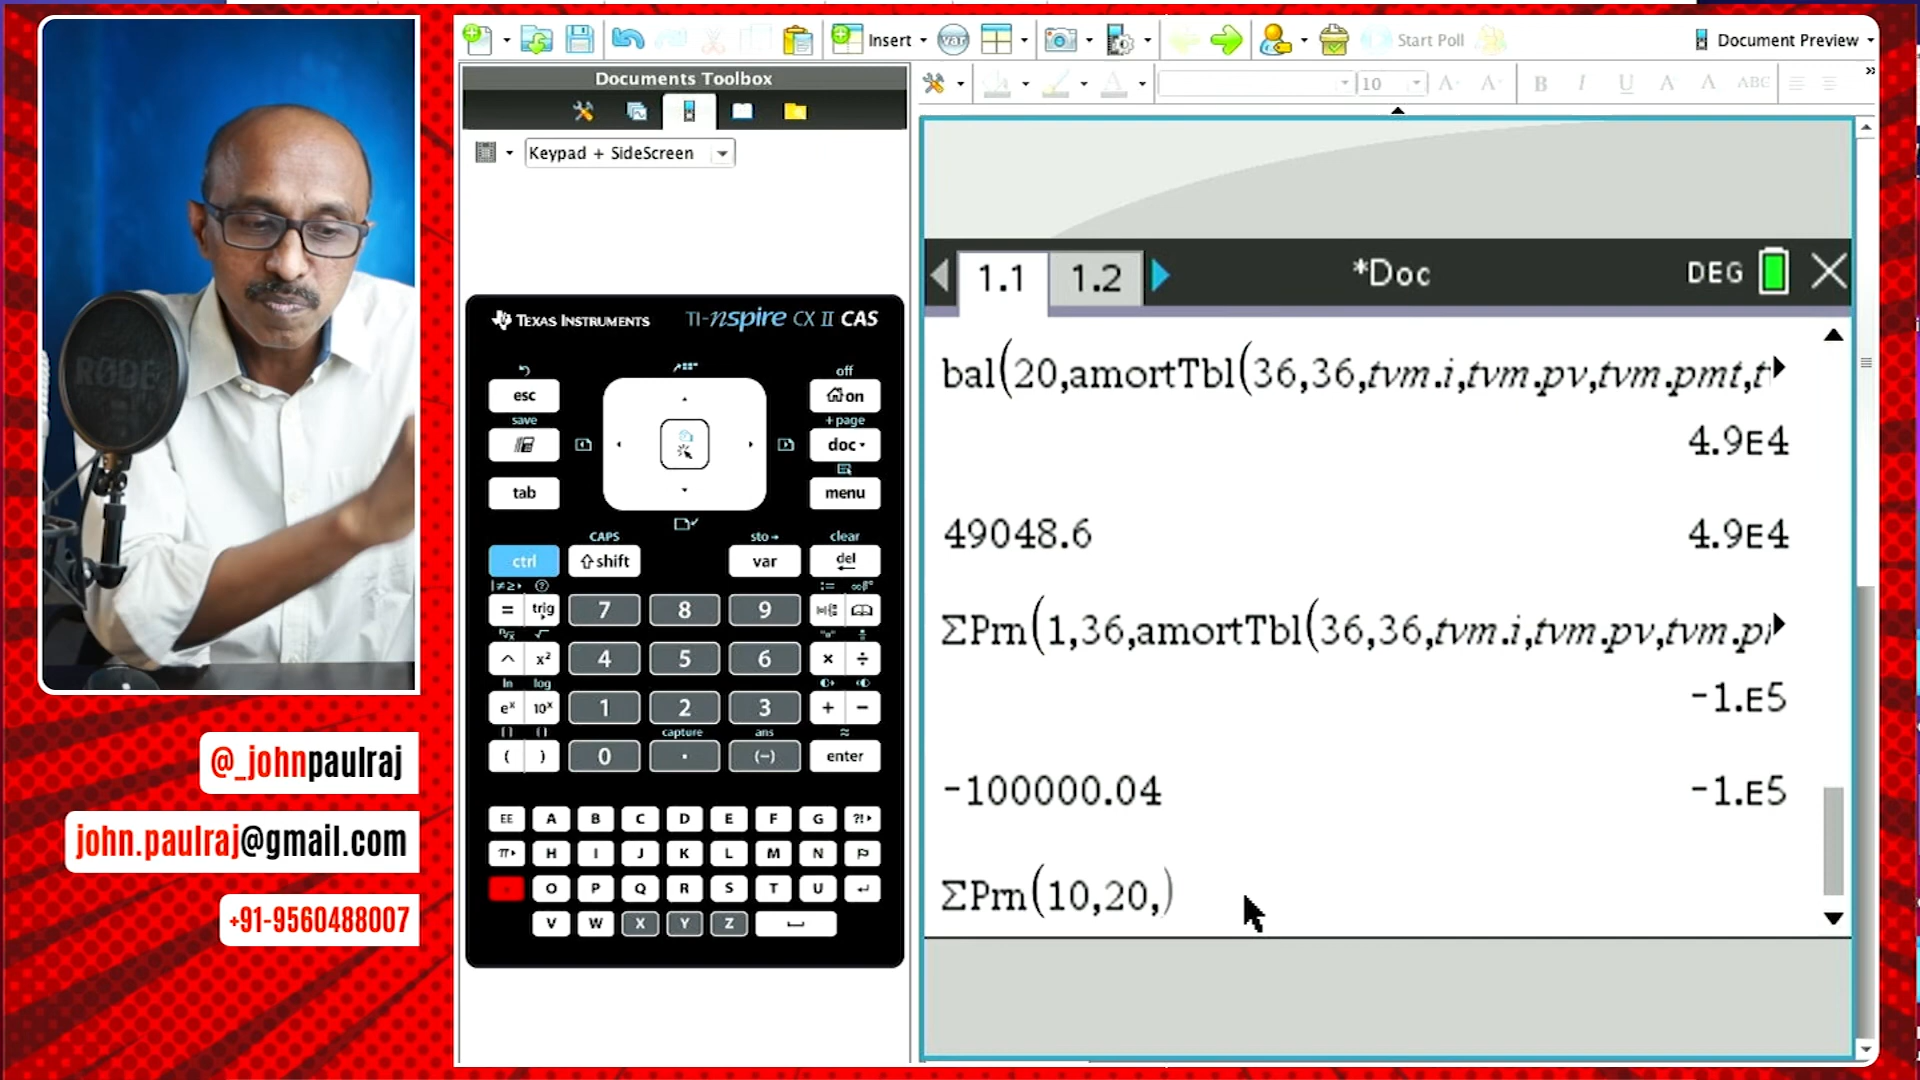 Insert
var
Start Poll
Document Preview
Documents Toolbox
10
B I U A A ABC
Keypad + SideScreen
1.1 1.2 *Doc DEG
TEXAS INSTRUMENTS TI-nspire CX II CAS
off
esc
on
save
+page
doc
tab
menu
CAPS sto→ clear
ctrl shift var del
= trig 7 8 9
^ x² 4 5 6 × ÷
ln log
eˣ 10ˣ 1 2 3 + −
capture ans ≈
( ) 0 . (−) enter
EE A B C D E F G ?!▸
π▸ H I J K L M N
O P Q R S T U
V W X Y Z
bal(20,amortTbl(36,36,tvm.i,tvm.pv,tvm.pmt,t
4.9E4
49048.6 4.9E4
ΣPrn(1,36,amortTbl(36,36,tvm.i,tvm.pv,tvm.p
-1.E5
-100000.04 -1.E5
ΣPrn(10,20,)
RØDE
@_johnpaulraj
john.paulraj@gmail.com
+91-9560488007